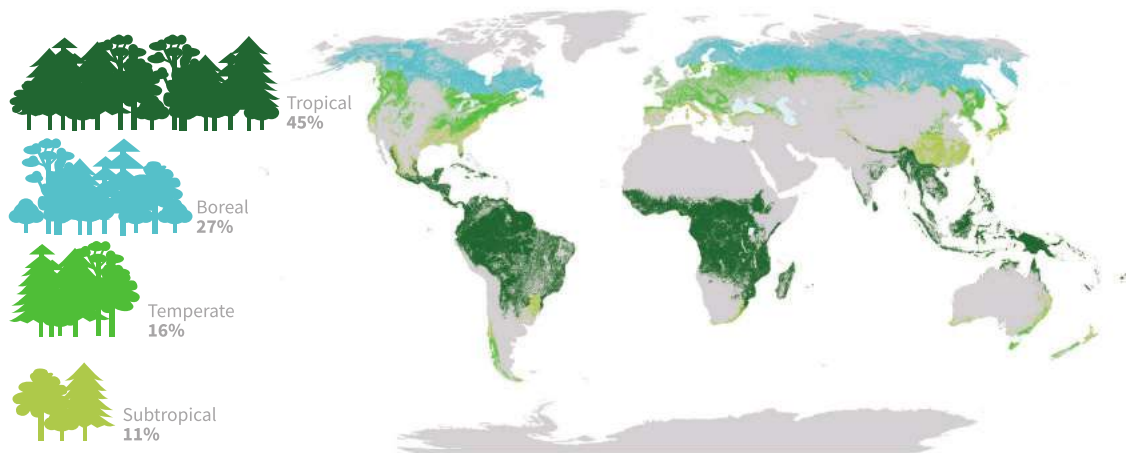 Tropical
45%
Boreal
27%
Temperate
16%
Subtropical
11%